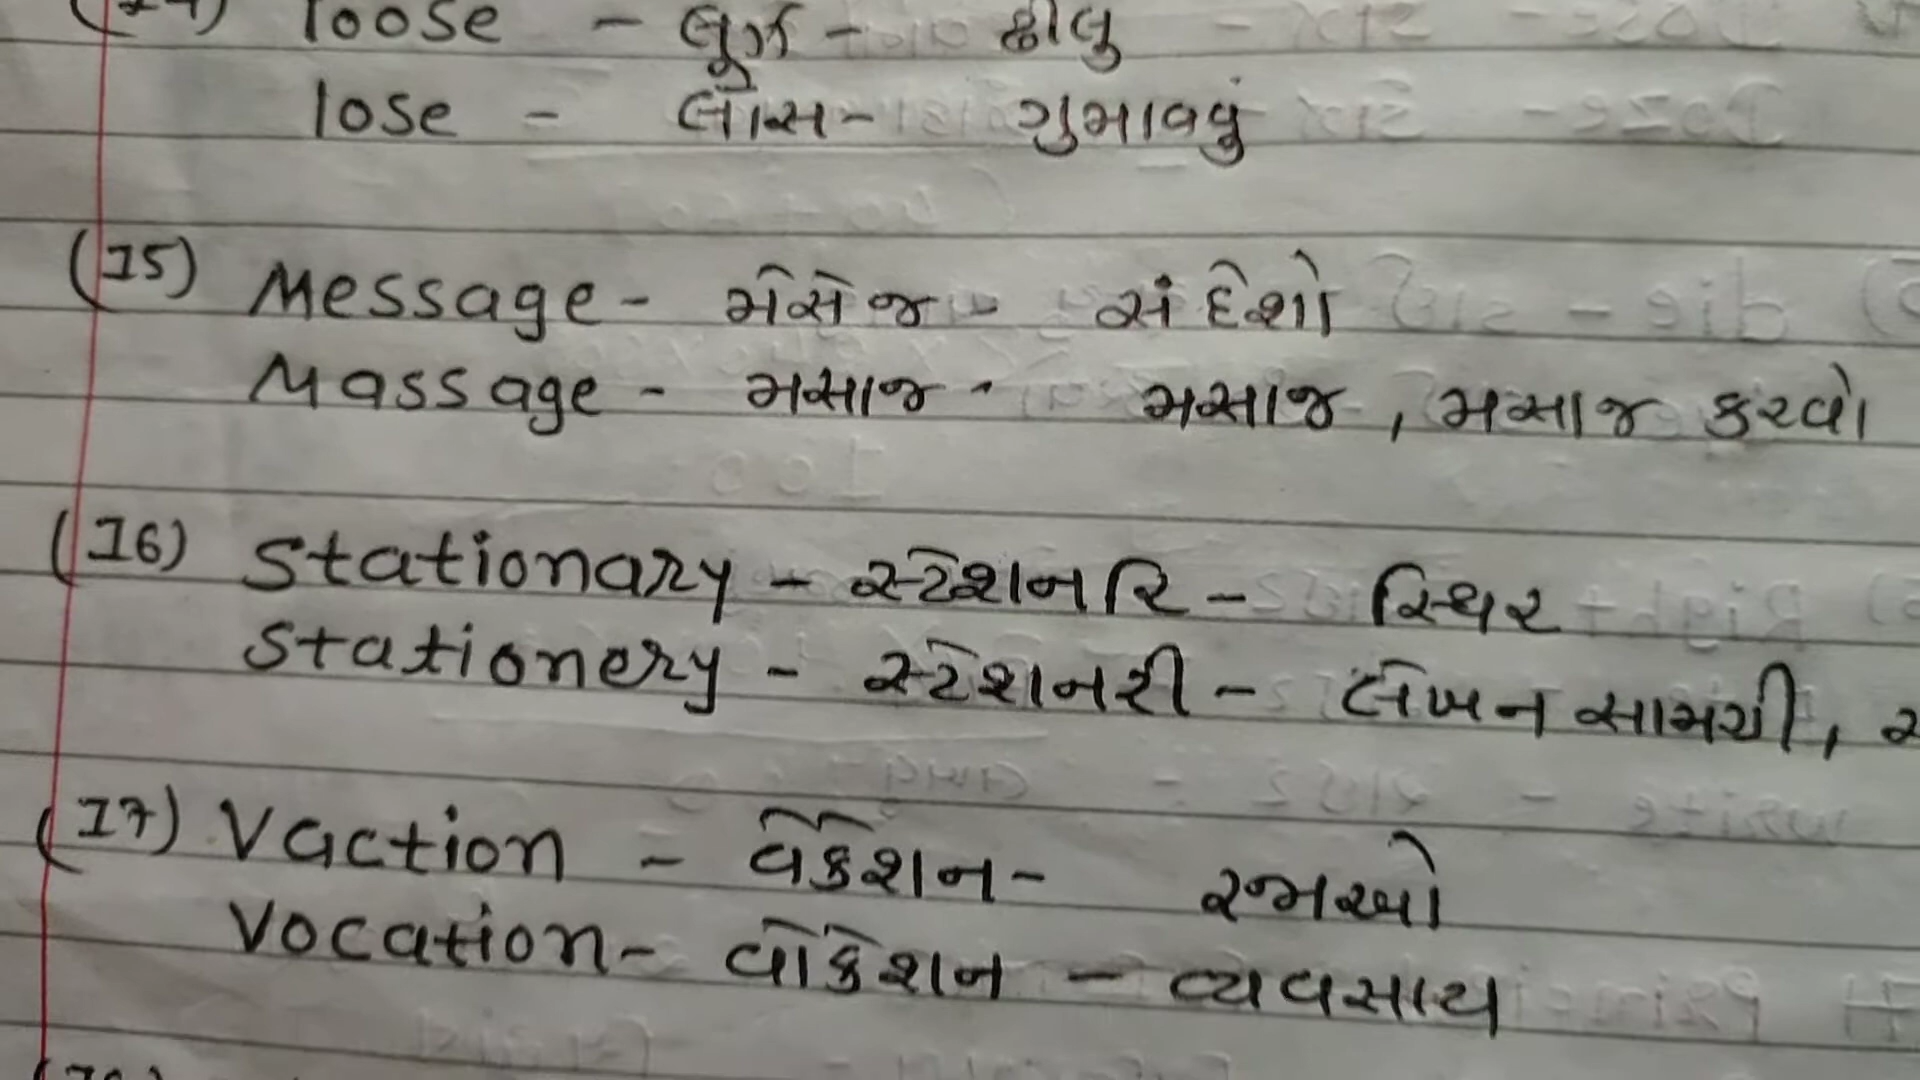 loose - લૂઝ - ઢીલુ
lose - લોસ - ગુમાવવું
(15) Message - મેસેજ - સંદેશો
Massage - મસાજ - મસાજ, મસાજ કરવો
(16) Stationary - સ્ટેશનરિ - સ્થિર
Stationery - સ્ટેશનરી - લેખન સામગ્રી,
(17) Vaction - વેકેશન - રજાઓ
Vocation - વોકેશન - વ્યવસાય